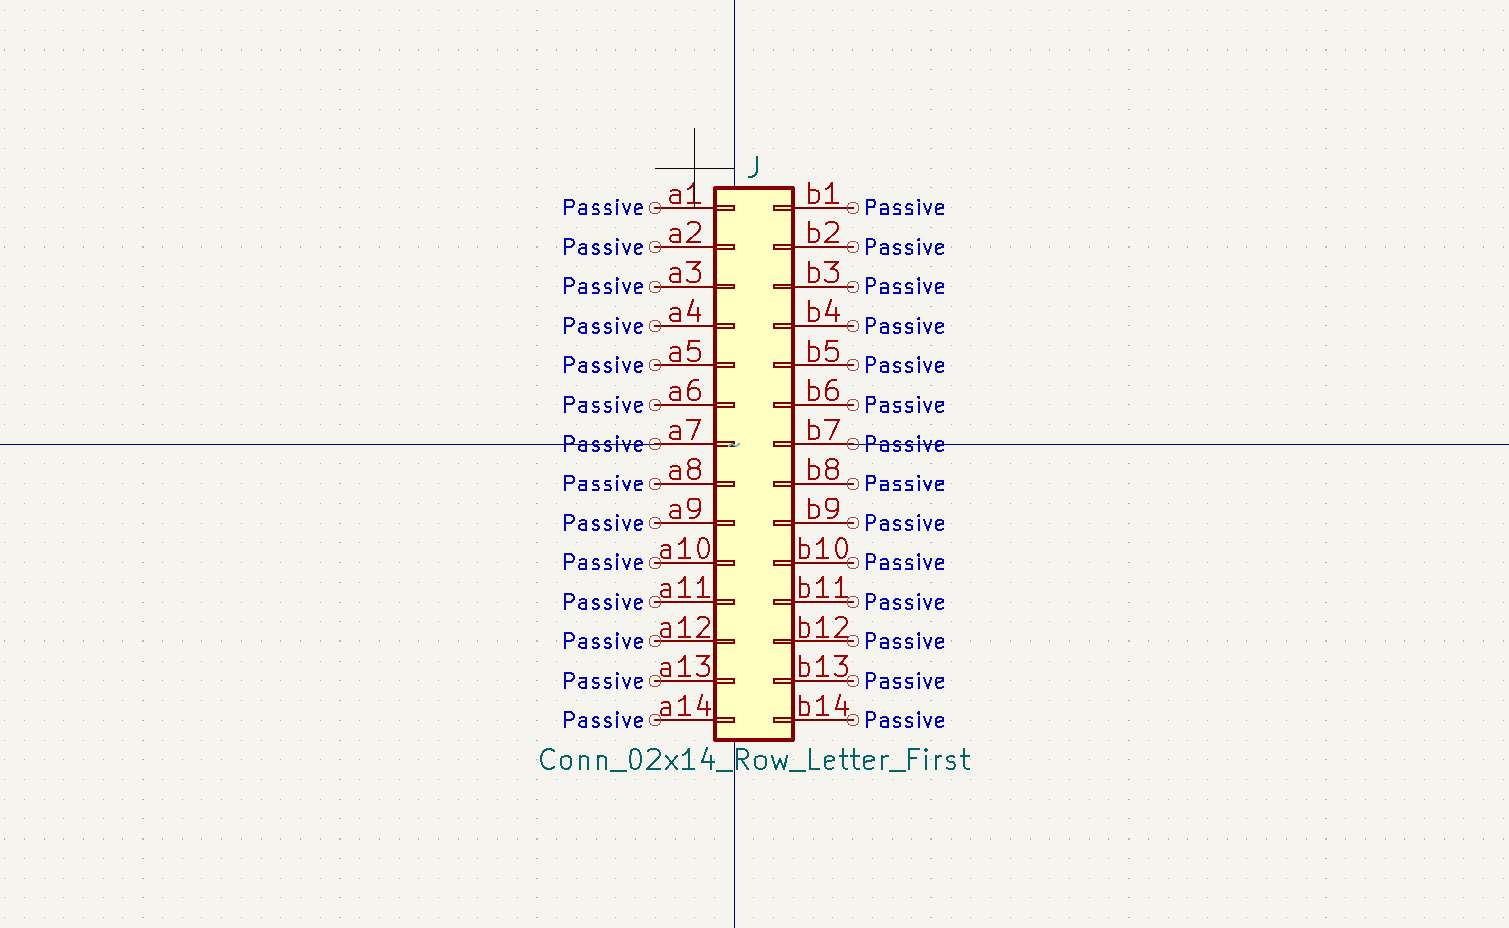 J
Passive a1 b1 Passive
Passive a2 b2 Passive
Passive a3 b3 Passive
Passive a4 b4 Passive
Passive a5 b5 Passive
Passive a6 b6 Passive
Passive a7 b7 Passive
Passive a8 b8 Passive
Passive a9 b9 Passive
Passive a10 b10 Passive
Passive a11 b11 Passive
Passive a12 b12 Passive
Passive a13 b13 Passive
Passive a14 b14 Passive
Conn_02x14_Row_Letter_First